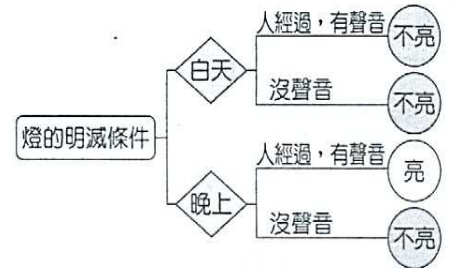 燈的明滅條件
白天
人經過，有聲音
不亮
沒聲音
不亮
晚上
人經過，有聲音
亮
沒聲音
不亮